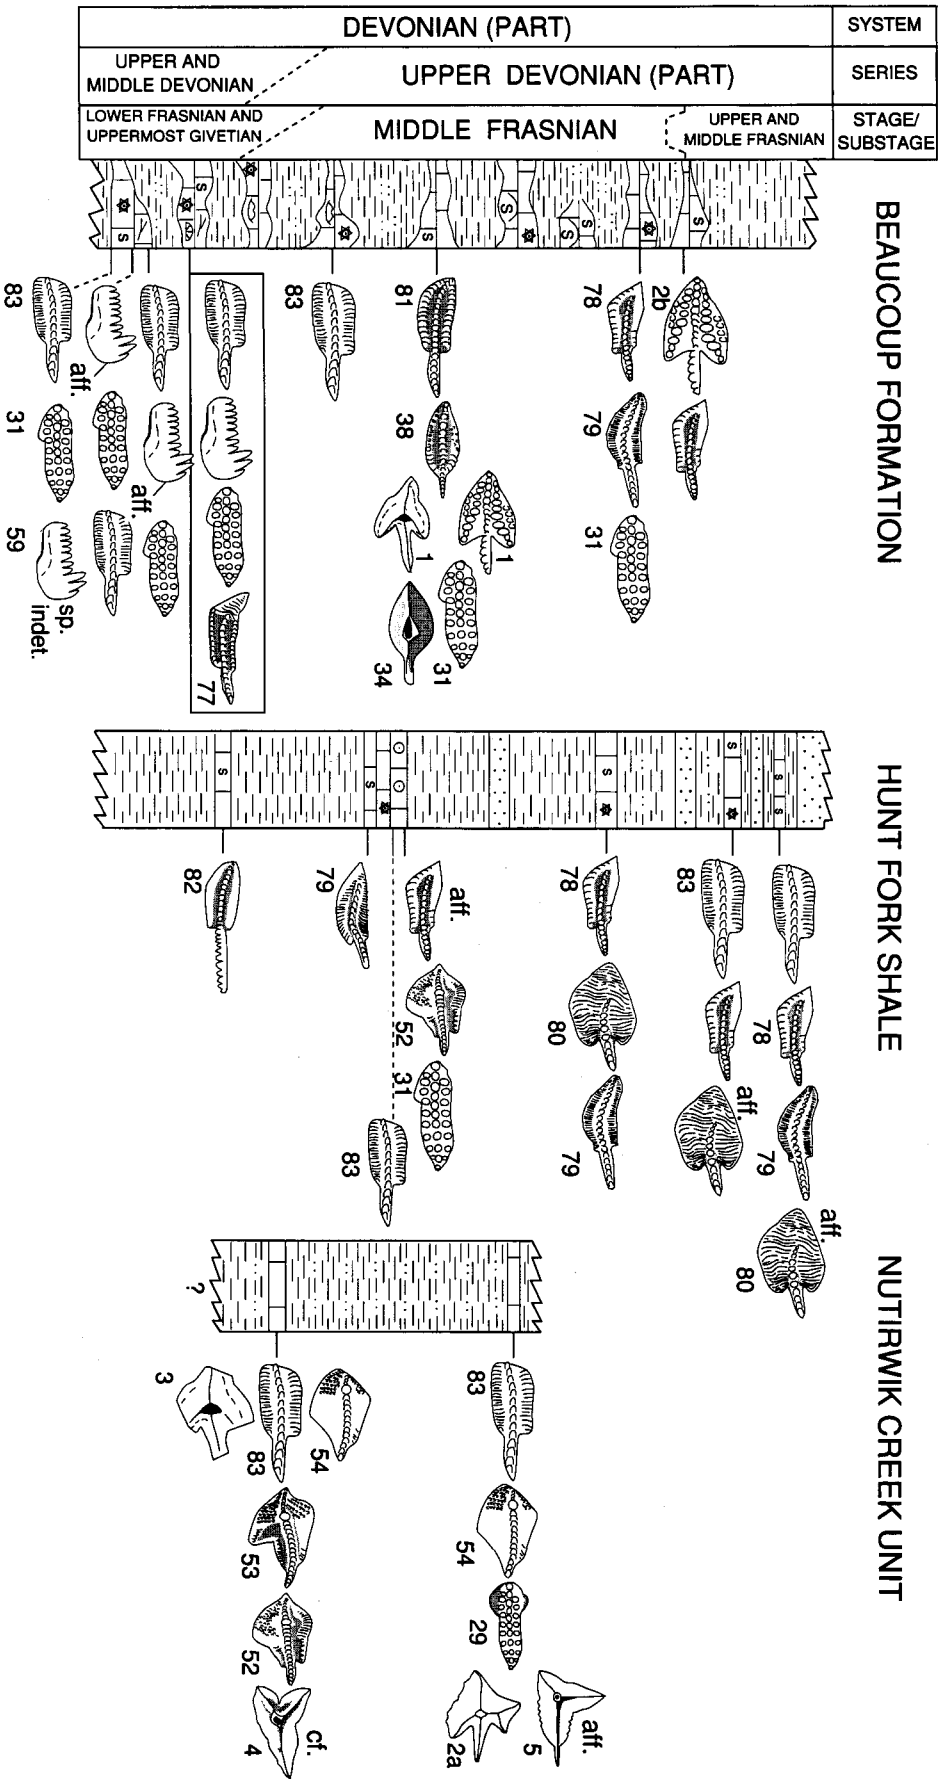 DEVONIAN (PART)
SYSTEM
UPPER AND
MIDDLE DEVONIAN
UPPER DEVONIAN (PART)
SERIES
LOWER FRASNIAN AND
UPPERMOST GIVETIAN
MIDDLE FRASNIAN
UPPER AND
MIDDLE FRASNIAN
STAGE/
SUBSTAGE
BEAUCOUP FORMATION
S
S
S
S
S
S
S
S
83
aff.
83
81
78
2b
31
aff.
38
79
1
1
31
59
sp.
indet.
77
34
31
HUNT FORK SHALE
S
S
S
S
S
82
79
aff.
78
83
78
52
80
aff.
79
31
83
79
aff.
80
NUTIRWIK CREEK UNIT
?
3
83
54
83
53
54
52
29
4
cf.
2a
5
aff.